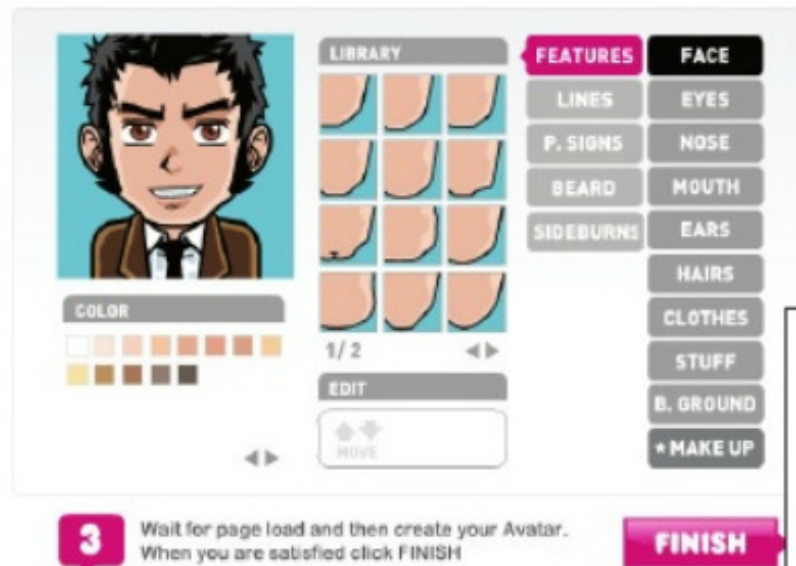 LIBRARY
FEATURES
FACE
LINES
EYES
P. SIGNS
NOSE
BEARD
MOUTH
SIDEBURNS
EARS
HAIRS
COLOR
CLOTHES
1/2
STUFF
EDIT
B. GROUND
MOVE
★ MAKE UP
3
Wait for page load and then create your Avatar.
When you are satisfied click FINISH
FINISH